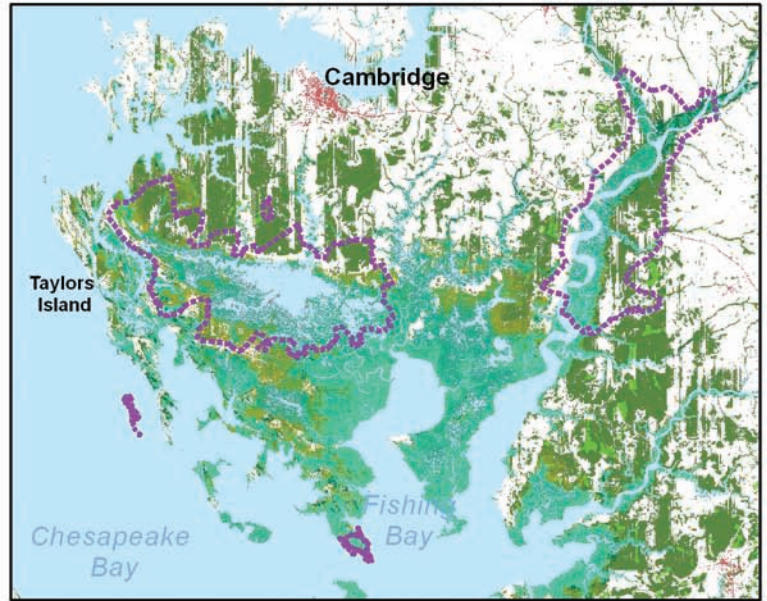 Cambridge
Taylors
Island
Fishing
Bay
Chesapeake
Bay